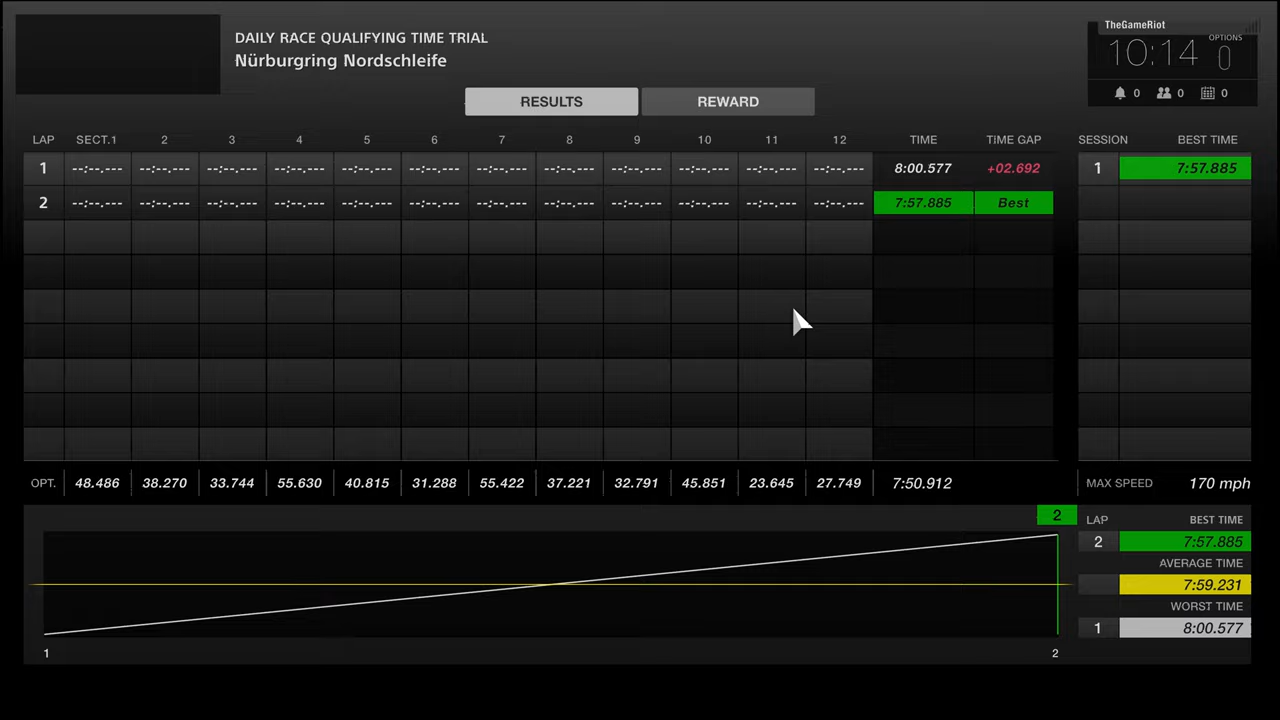 TheGameRiot
DAILY RACE QUALIFYING TIME TRIAL
Nürburgring Nordschleife
10:14
OPTIONS
0 0 0
RESULTS REWARD
LAP SECT.1 2 3 4 5 6 7 8 9 10 11 12 TIME TIME GAP SESSION BEST TIME
1 --:--.--- --:--.--- --:--.--- --:--.--- --:--.--- --:--.--- --:--.--- --:--.--- --:--.--- --:--.--- --:--.--- --:--.--- 8:00.577 +02.692 1 7:57.885
2 --:--.--- --:--.--- --:--.--- --:--.--- --:--.--- --:--.--- --:--.--- --:--.--- --:--.--- --:--.--- --:--.--- --:--.--- 7:57.885 Best
OPT. 48.486 38.270 33.744 55.630 40.815 31.288 55.422 37.221 32.791 45.851 23.645 27.749 7:50.912 MAX SPEED 170 mph
2
LAP BEST TIME
2 7:57.885
AVERAGE TIME
7:59.231
WORST TIME
1 8:00.577
1 2